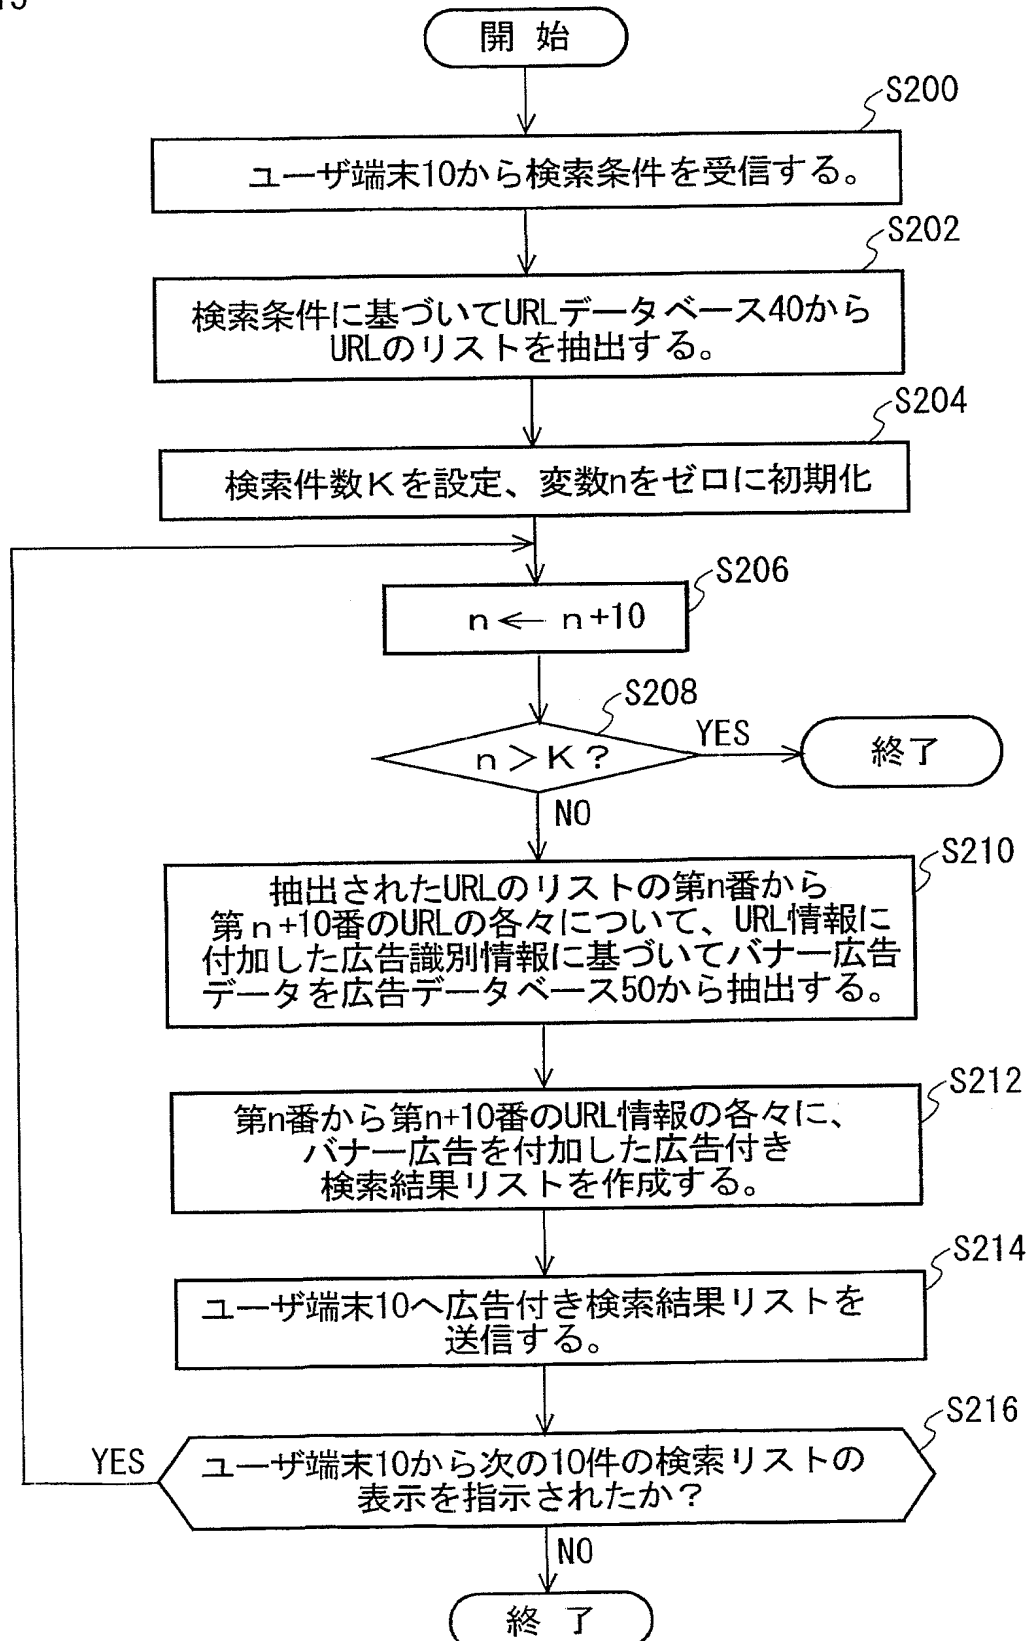 開始
S200
ユーザ端末10から検索条件を受信する。
S202
検索条件に基づいてURLデータベース40から
URLのリストを抽出する。
S204
検索件数Kを設定、変数nをゼロに初期化
S206
n ← n+10
S208
n>K?
YES
終了
NO
S210
抽出されたURLのリストの第n番から
第n+10番のURLの各々について、URL情報に
付加した広告識別情報に基づいてバナー広告
データを広告データベース50から抽出する。
S212
第n番から第n+10番のURL情報の各々に、
バナー広告を付加した広告付き
検索結果リストを作成する。
S214
ユーザ端末10へ広告付き検索結果リストを
送信する。
S216
YES
ユーザ端末10から次の10件の検索リストの
表示を指示されたか?
NO
終了